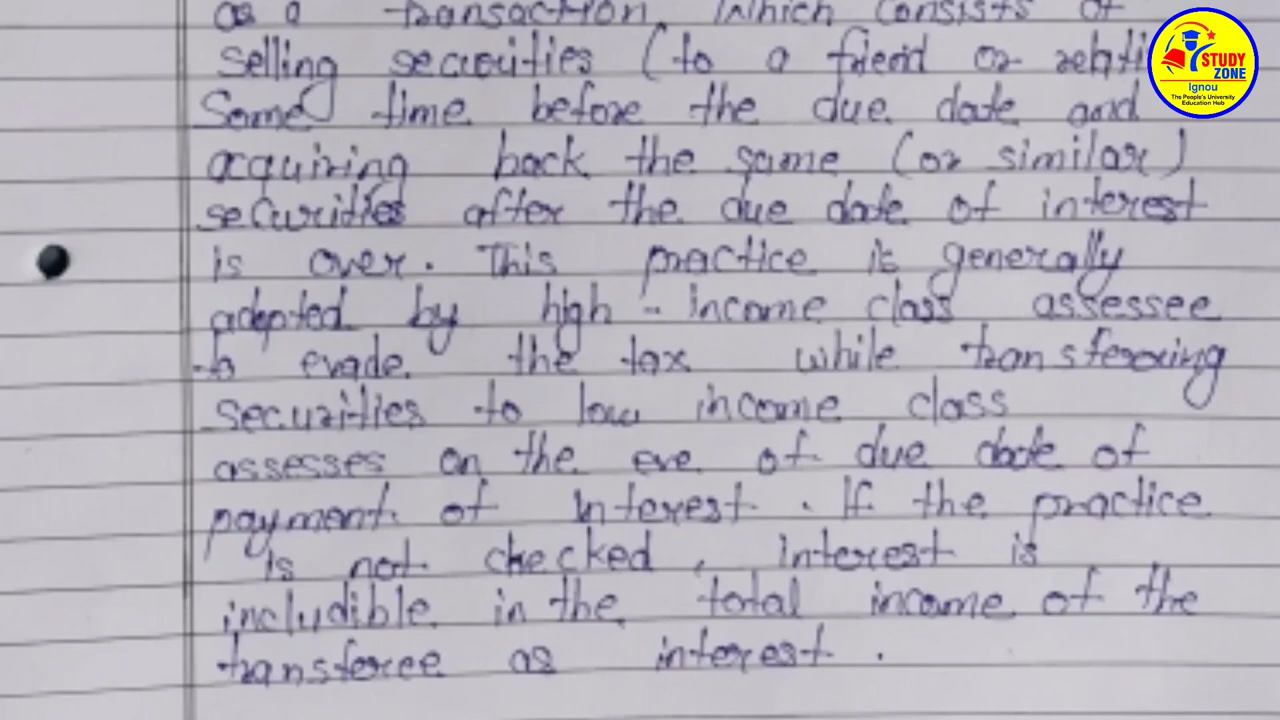 as a transaction which consists of
selling securities (to a friend or relati
Some time before the due date and
acquiring back the same (or similar)
securities after the due date of interest
is over. This practice is generally
adopted by high - income class assessee
to evade the tax while transferring
securities to low income class
assesses on the eve of due date of
payment of interest. If the practice
is not checked, interest is
includible in the total income of the
transferee as interest.
STUDY
ZONE
Ignou
The People's University
Education Hub